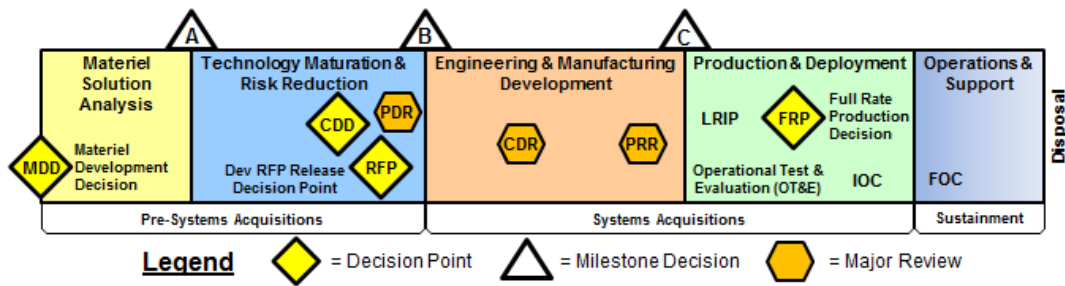 A
B
C
Materiel
Solution
Analysis
MDD
Materiel
Development
Decision
Technology Maturation &
Risk Reduction
CDD
PDR
Dev RFP Release
Decision Point
RFP
Engineering & Manufacturing
Development
CDR
PRR
Production & Deployment
LRIP
FRP
Full Rate
Production
Decision
Operational Test &
Evaluation (OT&E)
IOC
Operations &
Support
FOC
Disposal
Pre-Systems Acquisitions
Systems Acquisitions
Sustainment
Legend
= Decision Point
= Milestone Decision
= Major Review